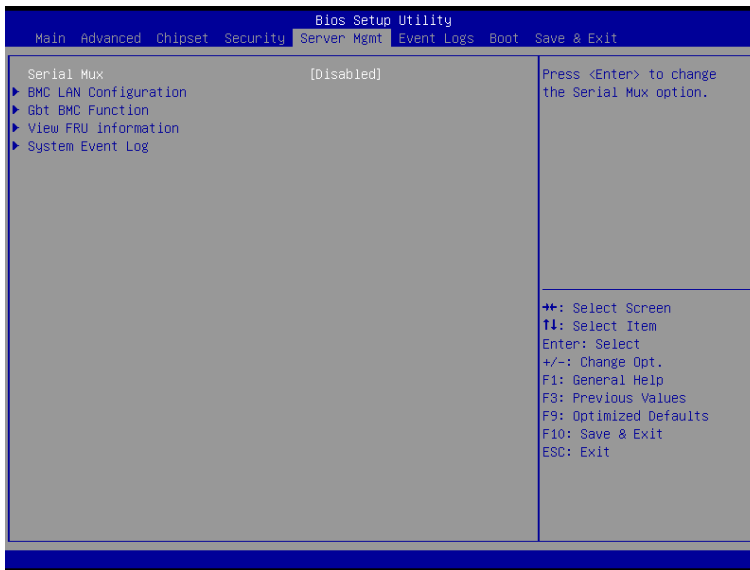 Bios Setup Utility
Main Advanced Chipset Security Server Mgmt Event Logs Boot Save & Exit
Serial Mux [Disabled]
BMC LAN Configuration
Gbt BMC Function
View FRU information
System Event Log
Press <Enter> to change
the Serial Mux option.
→←: Select Screen
↑↓: Select Item
Enter: Select
+/-: Change Opt.
F1: General Help
F3: Previous Values
F9: Optimized Defaults
F10: Save & Exit
ESC: Exit